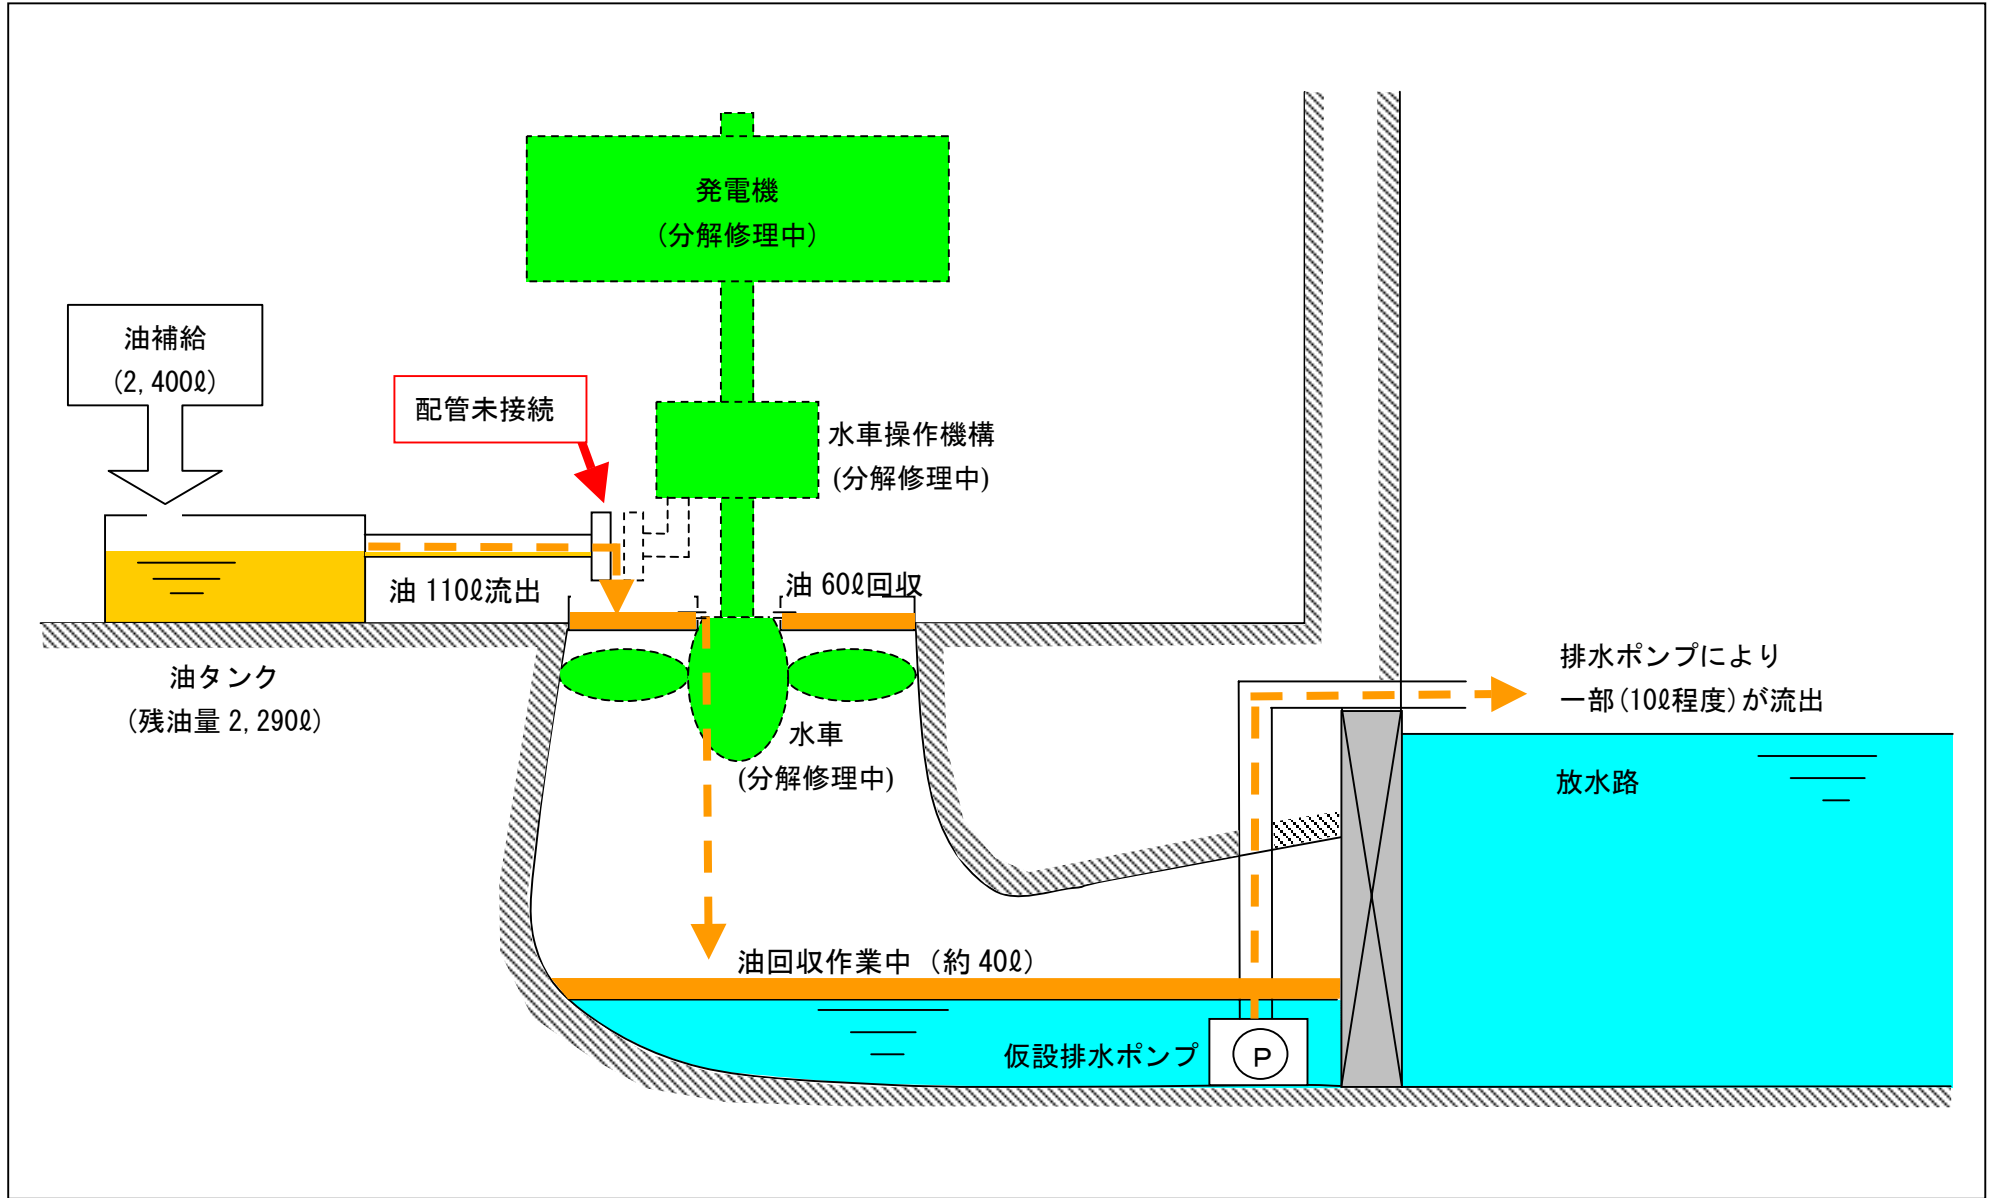 発電機
(分解修理中)
油補給
(2,400ℓ)
配管未接続
水車操作機構
(分解修理中)
油 110ℓ流出
油 60ℓ回収
油タンク
(残油量 2,290ℓ)
水車
(分解修理中)
排水ポンプにより
一部(10ℓ程度)が流出
放水路
油回収作業中（約 40ℓ）
仮設排水ポンプ
P